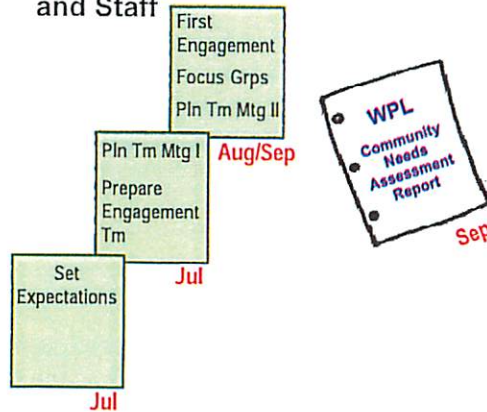 and Staff
First
Engagement
Focus Grps
Pln Tm Mtg II
Aug/Sep
Pln Tm Mtg I
Prepare
Engagement
Tm
Jul
Set
Expectations
Jul
WPL
Community
Needs
Assessment
Report
Sep